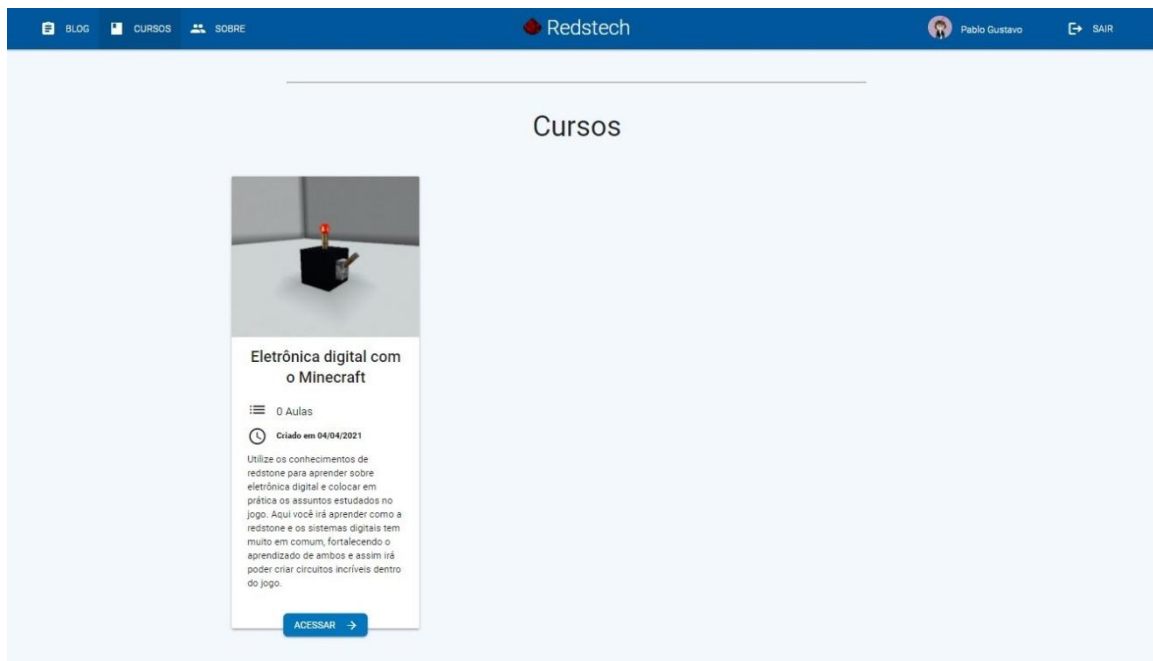 BLOG CURSOS SOBRE Redstech Pablo Gustavo SAIR
Cursos
Eletrônica digital com
o Minecraft
0 Aulas
Criado em 04/04/2021
Utilize os conhecimentos de
redstone para aprender sobre
eletrônica digital e colocar em
prática os assuntos estudados no
jogo. Aqui você irá aprender como a
redstone e os sistemas digitais tem
muito em comum, fortalecendo o
aprendizado de ambos e assim irá
poder criar circuitos incríveis dentro
do jogo.
ACESSAR